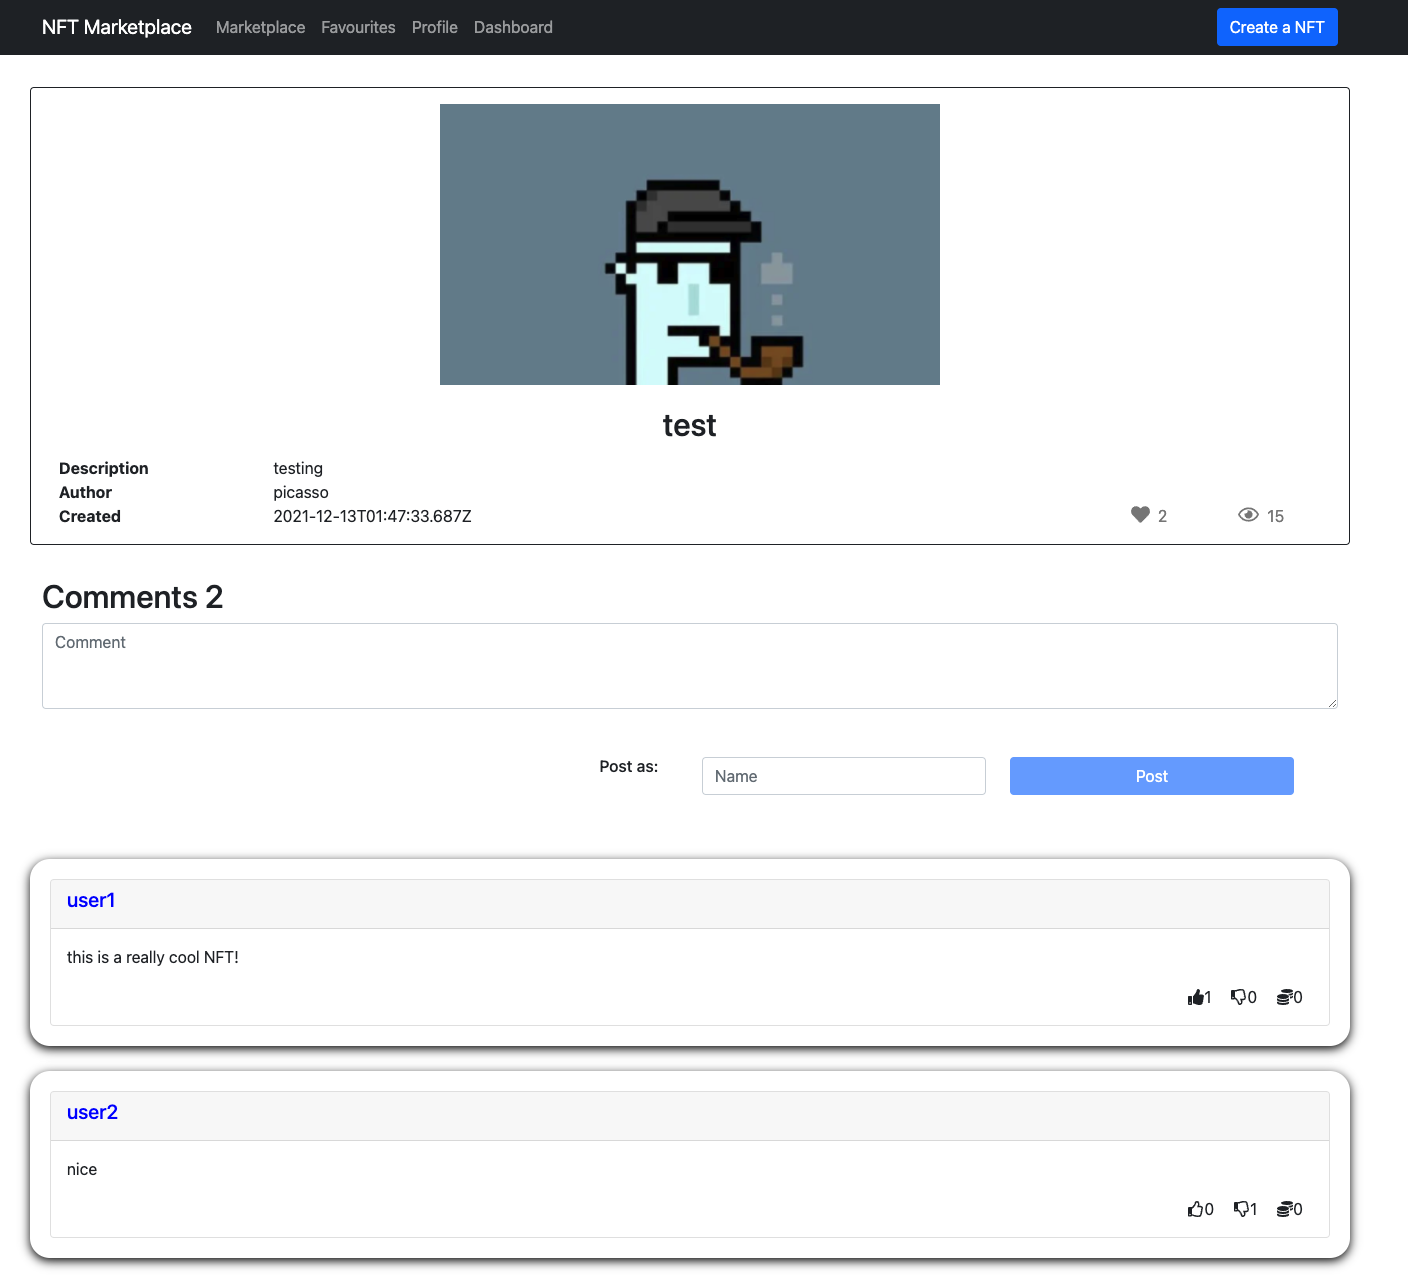 NFT Marketplace Marketplace Favourites Profile Dashboard Create a NFT
test
Description testing
Author picasso
Created 2021-12-13T01:47:33.687Z 2 15
Comments 2
Comment
Post as: Name Post
user1
this is a really cool NFT!
1 0 0
user2
nice
0 1 0